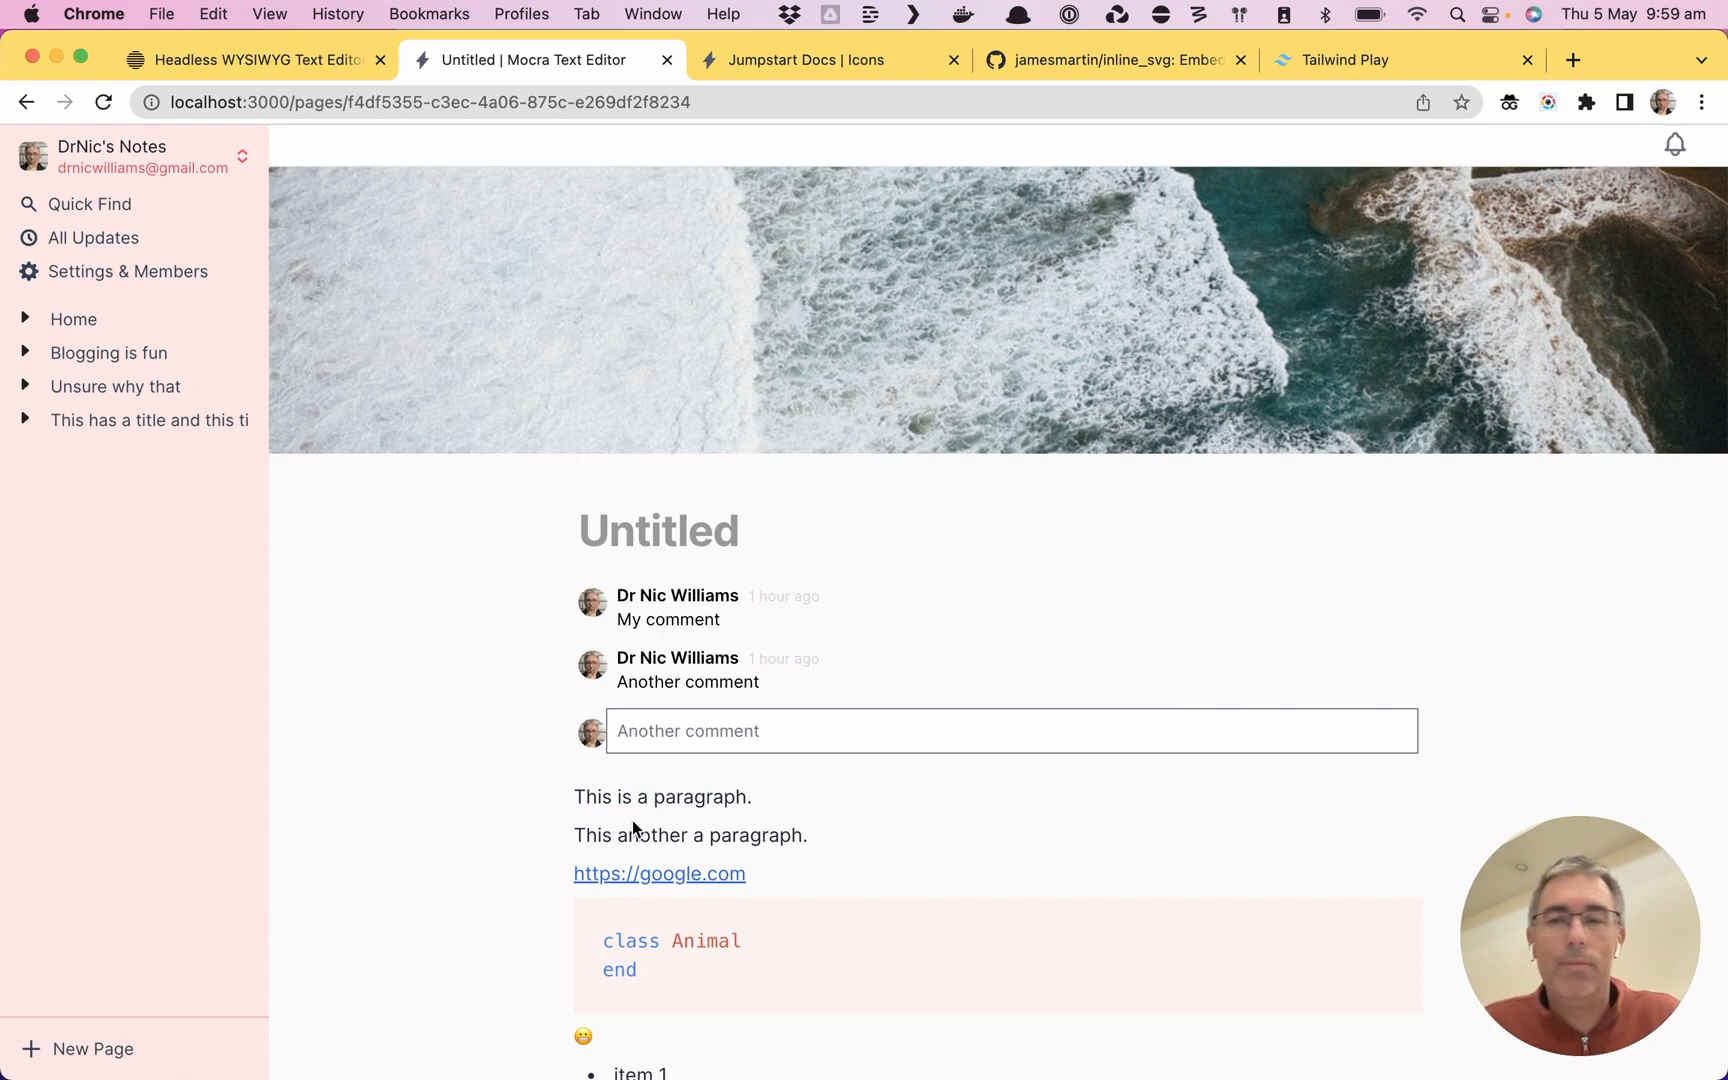 Chrome File Edit View History Bookmarks Profiles Tab Window Help Thu 5 May 9:59 am
Headless WYSIWYG Text Edito
Untitled | Mocra Text Editor
Jumpstart Docs | Icons
jamesmartin/inline_svg: Embed
Tailwind Play
localhost:3000/pages/f4df5355-c3ec-4a06-875c-e269df2f8234
DrNic's Notes
drnicwilliams@gmail.com
Quick Find
All Updates
Settings & Members
Home
Blogging is fun
Unsure why that
This has a title and this ti
New Page
Untitled
Dr Nic Williams 1 hour ago
My comment
Dr Nic Williams 1 hour ago
Another comment
Another comment
This is a paragraph.
This another a paragraph.
https://google.com
class Animal
end
item 1